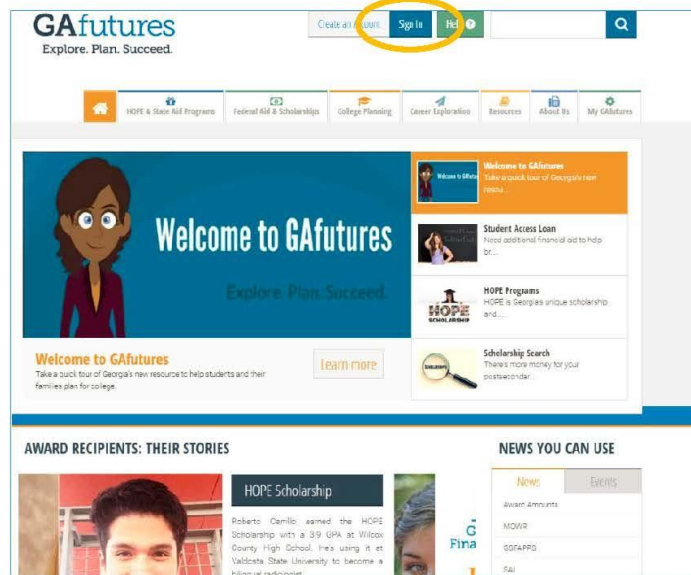 GAfutures
Explore. Plan. Succeed.
Create an Account Sign In Help ?
HOPE & State Aid Programs
Federal Aid & Scholarships
College Planning
Career Exploration
Resources
About Us
My GAfutures
Welcome to GAfutures
Explore. Plan. Succeed.
Welcome to GAfutures
Take a quick tour of Georgia's new resource to help students and their
families plan for college.
Learn more
Welcome to GAfutures
Take a quick tour of Georgia's new
resou...
Student Access Loan
Need additional financial aid to help
br...
HOPE
SCHOLARSHIP
HOPE Programs
HOPE is Georgia's unique scholarship
and...
Scholarship Search
There's more money for your
postsecondar...
AWARD RECIPIENTS: THEIR STORIES
HOPE Scholarship
Roberto Carrillo earned the HOPE
Scholarship with a 3.9 GPA at Wilcox
County High School. He's using it at
Valdosta State University to become a
bilingual radiologist.
G
Fina
NEWS YOU CAN USE
News
Events
Award Amounts
MOWR
GGFAPPS
SAL